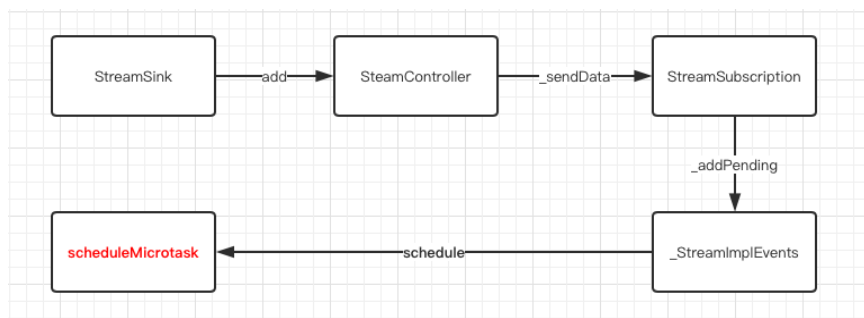 StreamSink
add
SteamController
_sendData
StreamSubscription
_addPending
scheduleMicrotask
schedule
_StreamImplEvents